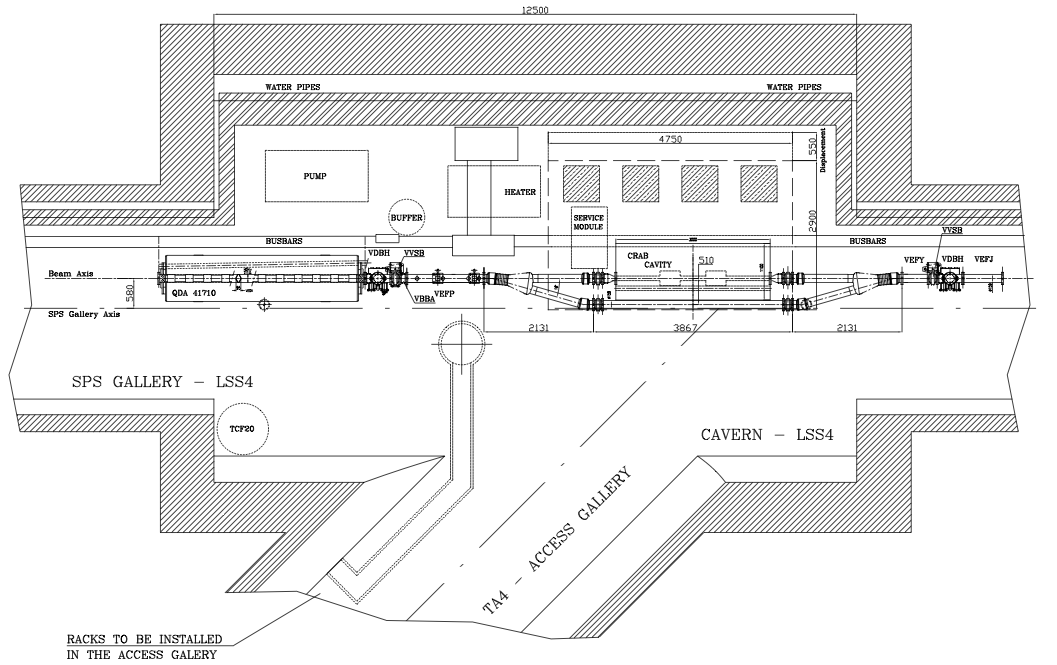 12500
WATER PIPES
WATER PIPES
4750
550
Displacement
PUMP
HEATER
BUFFER
SERVICE
MODULE
2900
BUSBARS
BUSBARS
VDBH
VVSB
VVSB
VEFY
VDBH
VEFJ
CRAB
CAVITY
510
Beam Axis
QDA 41710
580
VBBA
VEFP
SPS Gallery Axis
2131
3867
2131
SPS GALLERY - LSS4
TCF20
CAVERN - LSS4
TA4 - ACCESS GALLERY
RACKS TO BE INSTALLED
IN THE ACCESS GALERY